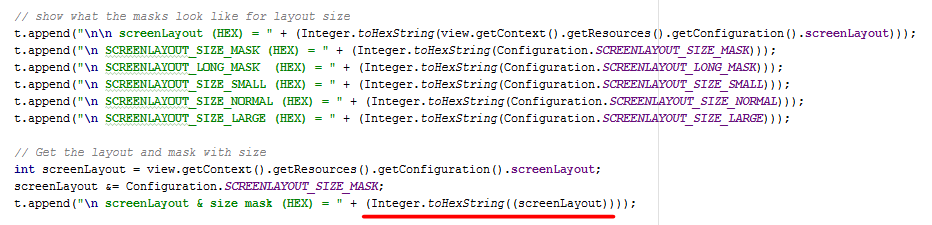 // show what the masks look like for layout size
t.append("\n\n screenLayout (HEX) = " + (Integer.toHexString(view.getContext().getResources().getConfiguration().screenLayout)));
t.append("\n SCREENLAYOUT_SIZE_MASK (HEX) = " + (Integer.toHexString(Configuration.SCREENLAYOUT_SIZE_MASK)));
t.append("\n SCREENLAYOUT_LONG_MASK  (HEX) = " + (Integer.toHexString(Configuration.SCREENLAYOUT_LONG_MASK)));
t.append("\n SCREENLAYOUT_SIZE_SMALL (HEX) = " + (Integer.toHexString(Configuration.SCREENLAYOUT_SIZE_SMALL)));
t.append("\n SCREENLAYOUT_SIZE_NORMAL (HEX) = " + (Integer.toHexString(Configuration.SCREENLAYOUT_SIZE_NORMAL)));
t.append("\n SCREENLAYOUT_SIZE_LARGE (HEX) = " + (Integer.toHexString(Configuration.SCREENLAYOUT_SIZE_LARGE)));
// Get the layout and mask with size
int screenLayout = view.getContext().getResources().getConfiguration().screenLayout;
screenLayout &= Configuration.SCREENLAYOUT_SIZE_MASK;
t.append("\n screenLayout & size mask (HEX) = " + (Integer.toHexString((screenLayout))));